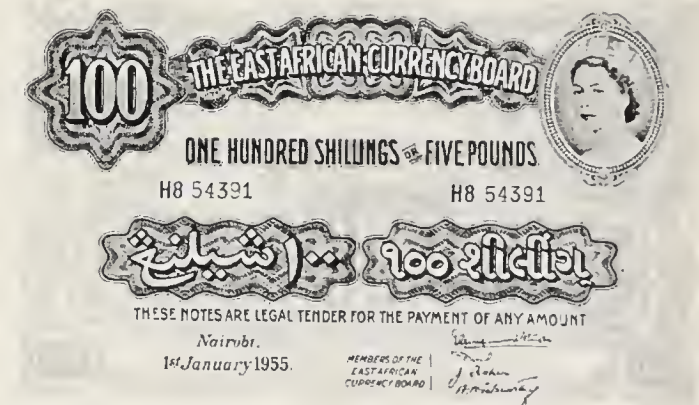 100
THE EAST AFRICAN CURRENCY BOARD
ONE HUNDRED SHILLINGS OR FIVE POUNDS.
H8 54391 H8 54391
١٠٠ شيلينج ૧૦૦ શીલીંગ
THESE NOTES ARE LEGAL TENDER FOR THE PAYMENT OF ANY AMOUNT
Nairobi.
1st January 1955.
MEMBERS OF THE
EAST AFRICAN
CURRENCY BOARD